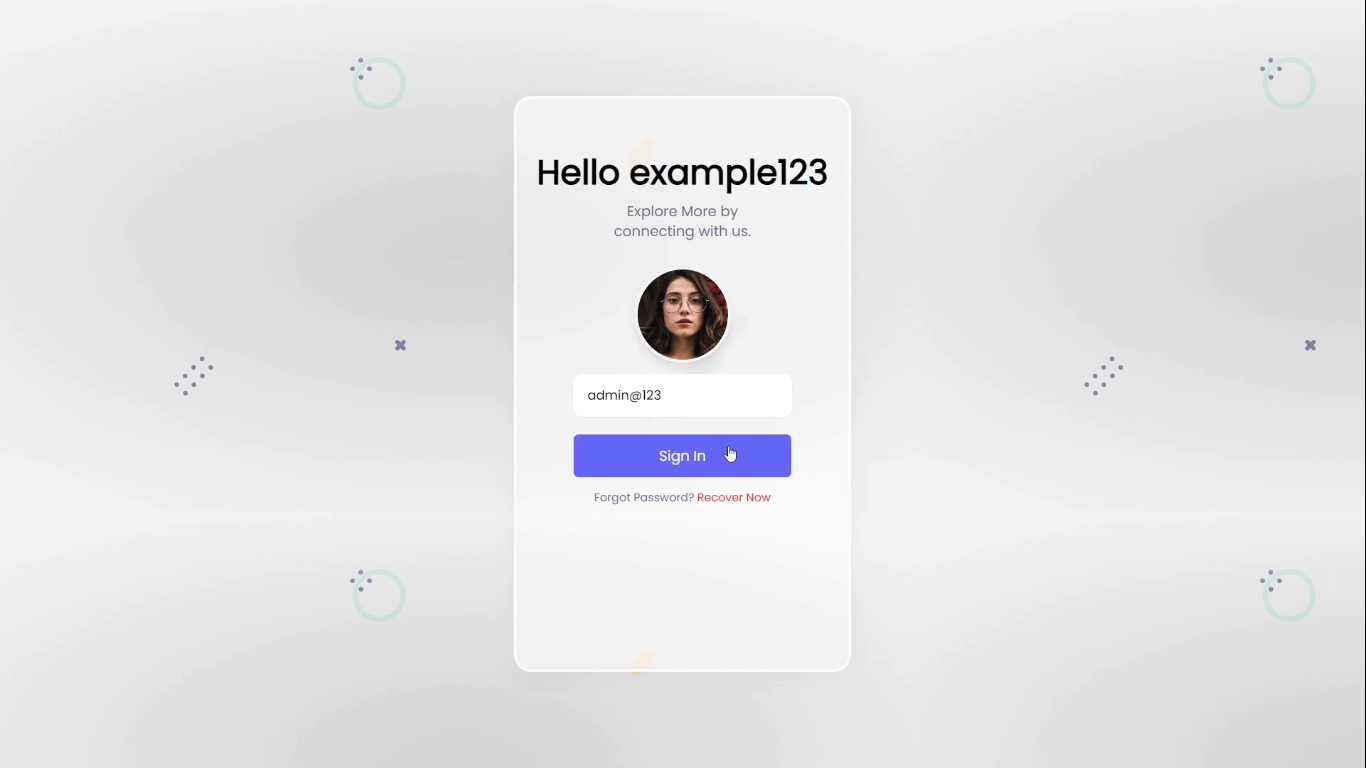 Hello example123
Explore More by
connecting with us.
admin@123
Sign In
Forgot Password? Recover Now